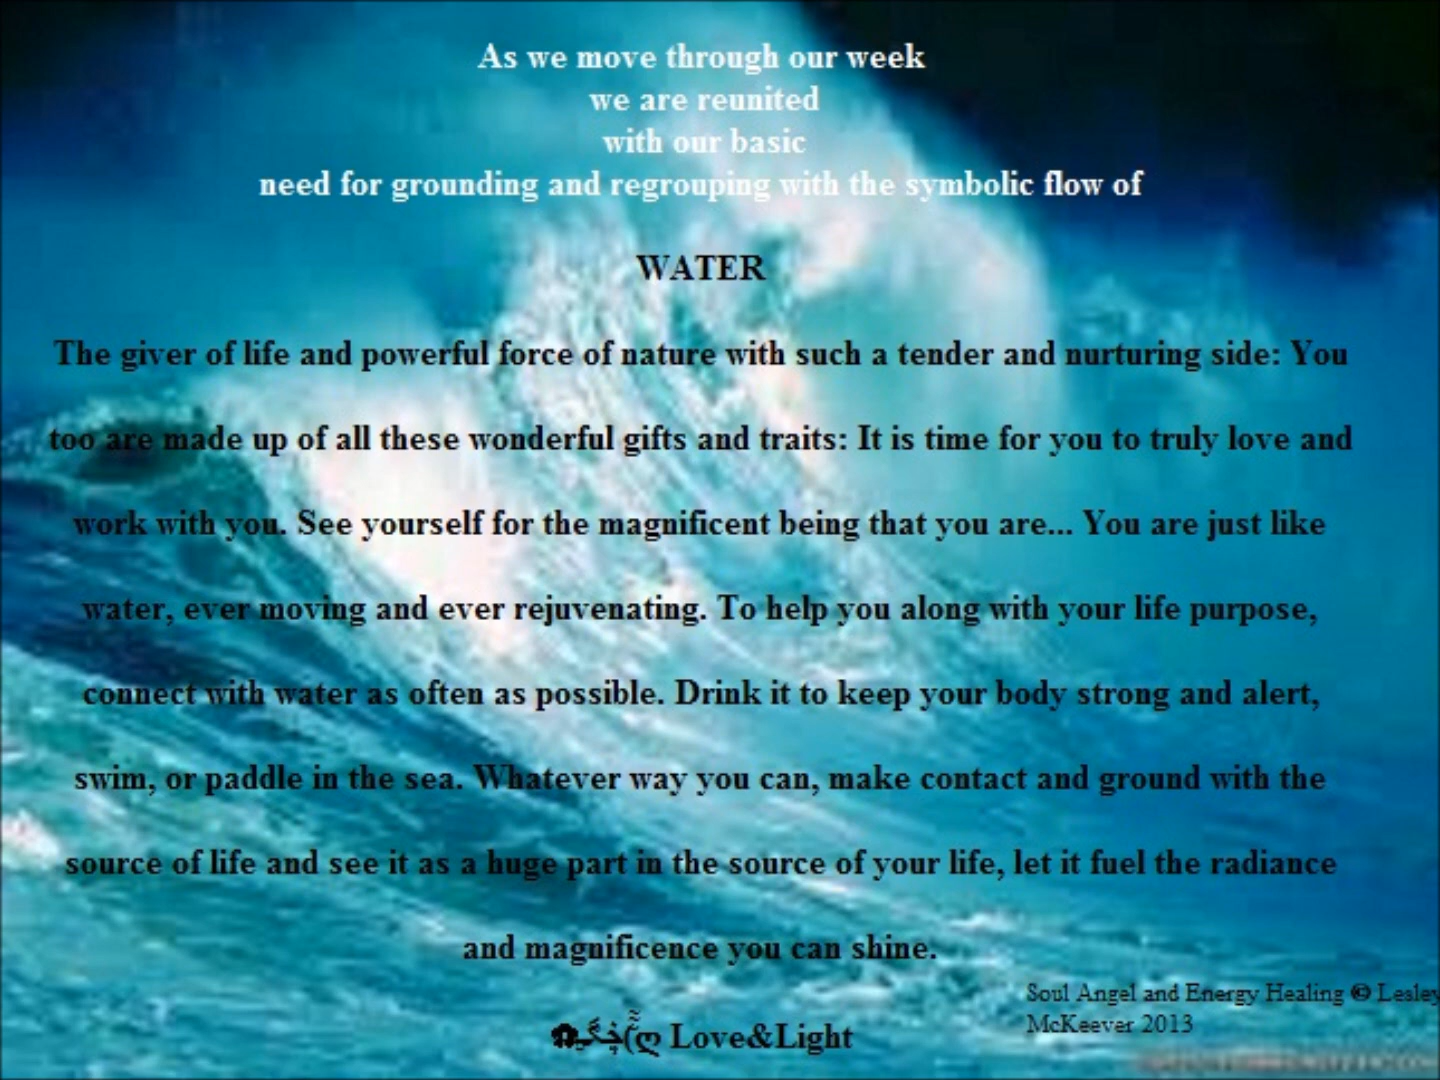 As we move through our week
we are reunited
with our basic
need for grounding and regrouping with the symbolic flow of
WATER
The giver of life and powerful force of nature with such a tender and nurturing side: You
too are made up of all these wonderful gifts and traits: It is time for you to truly love and
work with you. See yourself for the magnificent being that you are... You are just like
water, ever moving and ever rejuvenating. To help you along with your life purpose,
connect with water as often as possible. Drink it to keep your body strong and alert,
swim, or paddle in the sea. Whatever way you can, make contact and ground with the
source of life and see it as a huge part in the source of your life, let it fuel the radiance
and magnificence you can shine.
Love&Light
Soul Angel and Energy Healing © Lesley
McKeever 2013